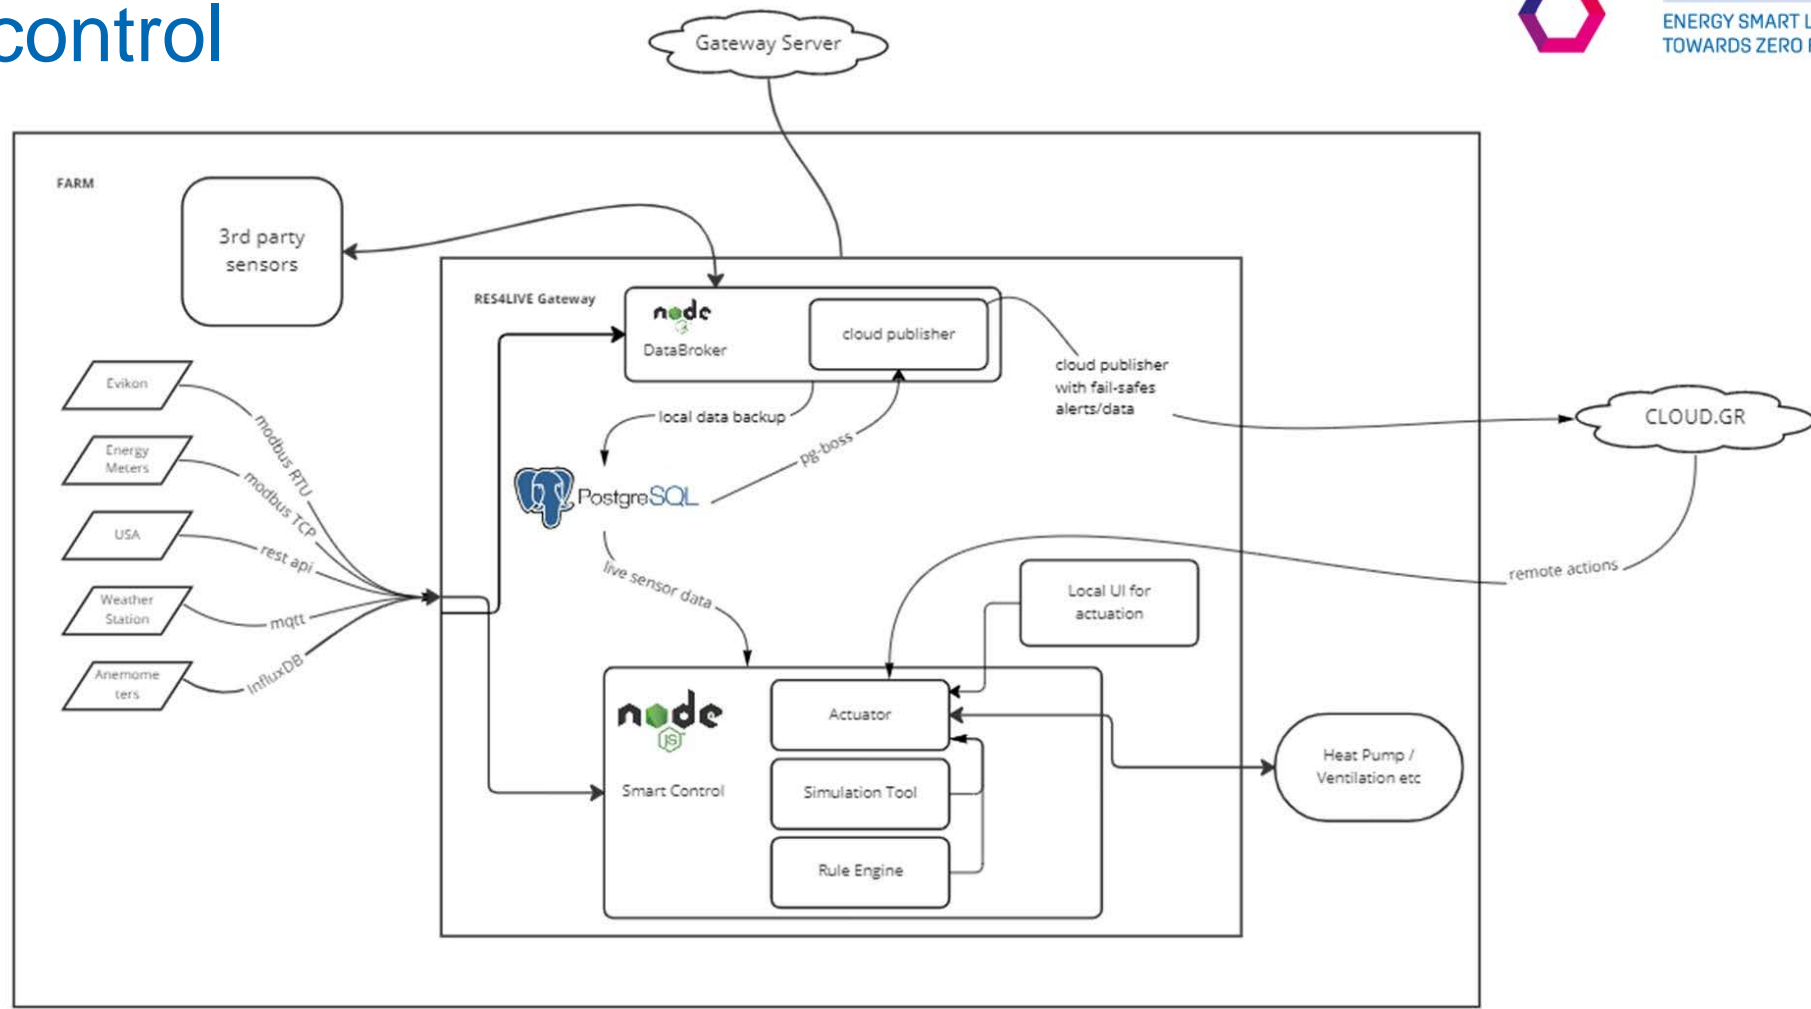 control
ENERGY SMART L
TOWARDS ZERO
Gateway Server
FARM
3rd party
sensors
RES4LIVE Gateway
node
DataBroker
cloud publisher
cloud publisher
with fail-safes
alerts/data
Evikon
modbus RTU
local data backup
CLOUD.GR
pg-boss
Energy
Meters
modbus TCP
PostgreSQL
USA
rest api
live sensor data
remote actions
Weather
Station
mqtt
Local UI for
actuation
Anemome
ters
InfluxDB
node
JS
Smart Control
Actuator
Simulation Tool
Rule Engine
Heat Pump /
Ventilation etc